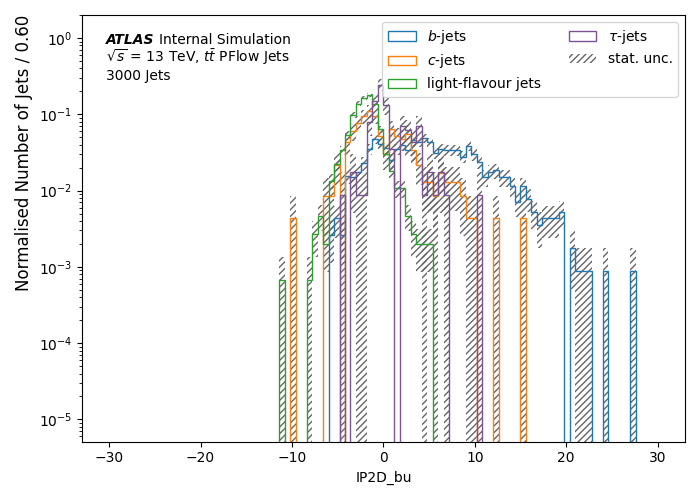 Normalised Number of Jets / 0.60
10⁰
10⁻¹
10⁻²
10⁻³
10⁻⁴
10⁻⁵
ATLAS Internal Simulation
√s = 13 TeV, tt̄ PFlow Jets
3000 Jets
b-jets
c-jets
light-flavour jets
τ-jets
stat. unc.
−30 −20 −10 0 10 20 30
IP2D_bu